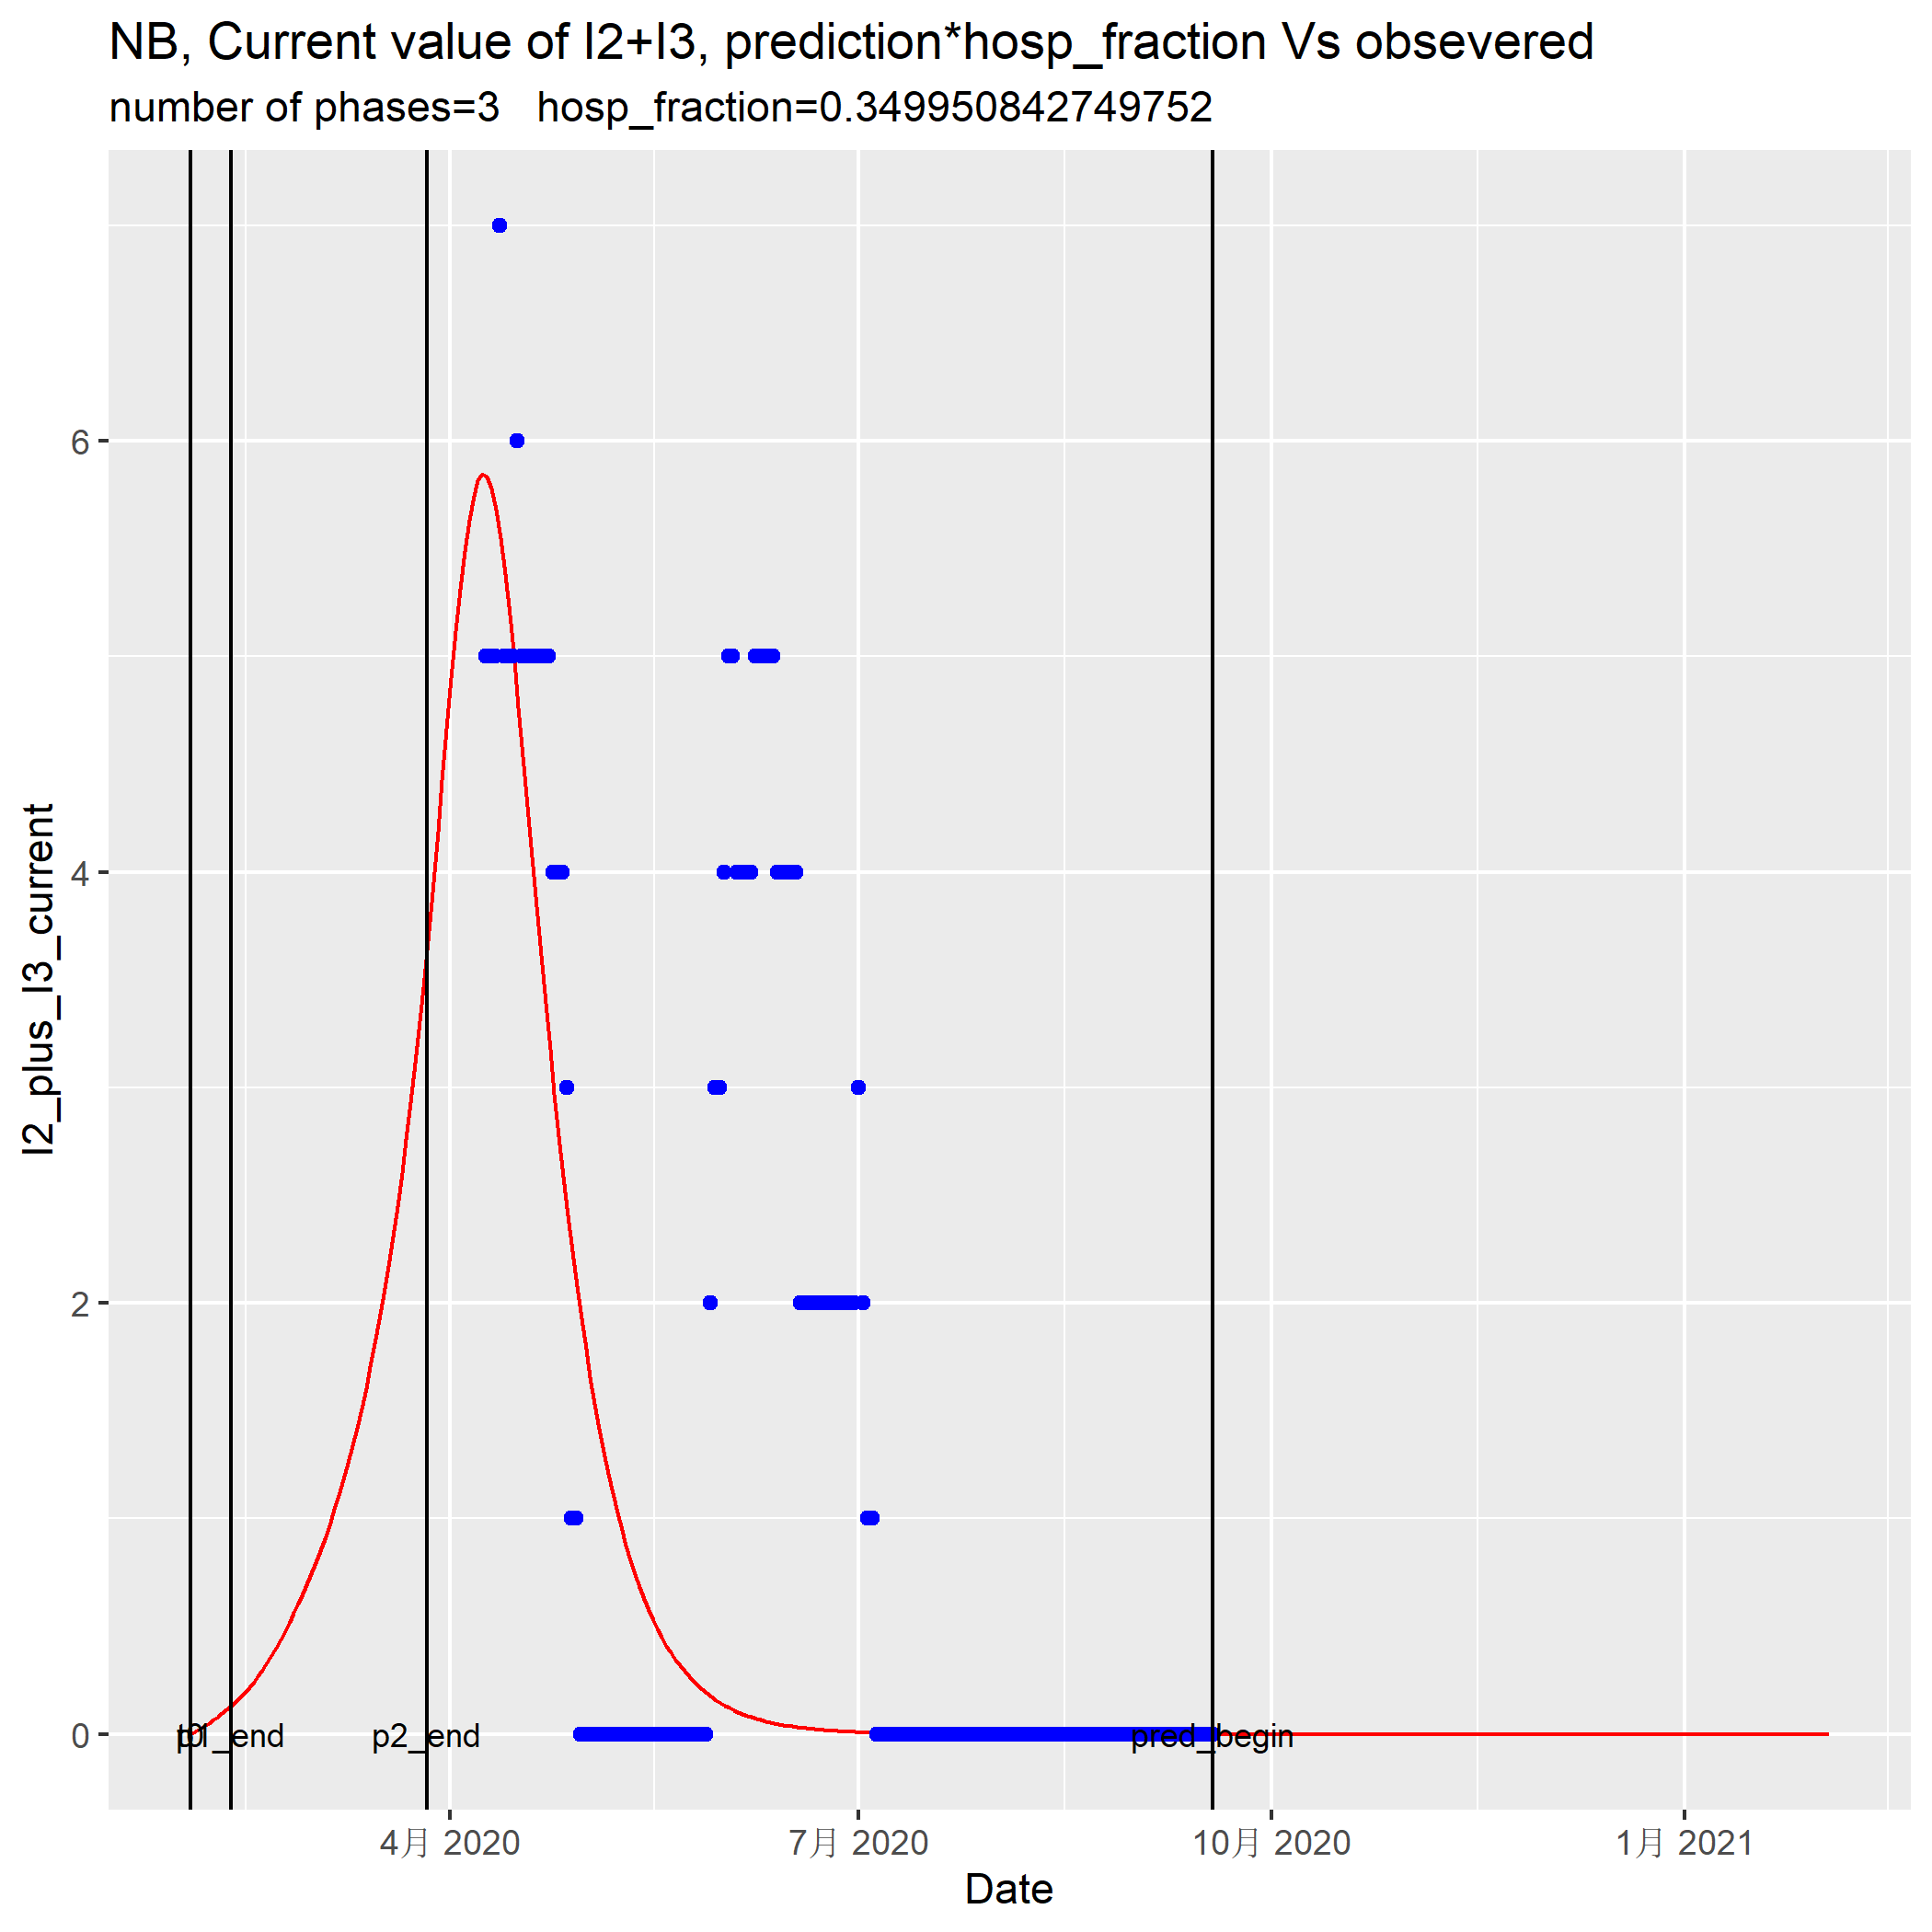 NB, Current value of I2+I3, prediction*hosp_fraction Vs obsevered
number of phases=3   hosp_fraction=0.349950842749752
I2_plus_I3_current
6
4
2
0
t0
p1_end
p2_end
pred_begin
4月 2020
7月 2020
10月 2020
1月 2021
Date